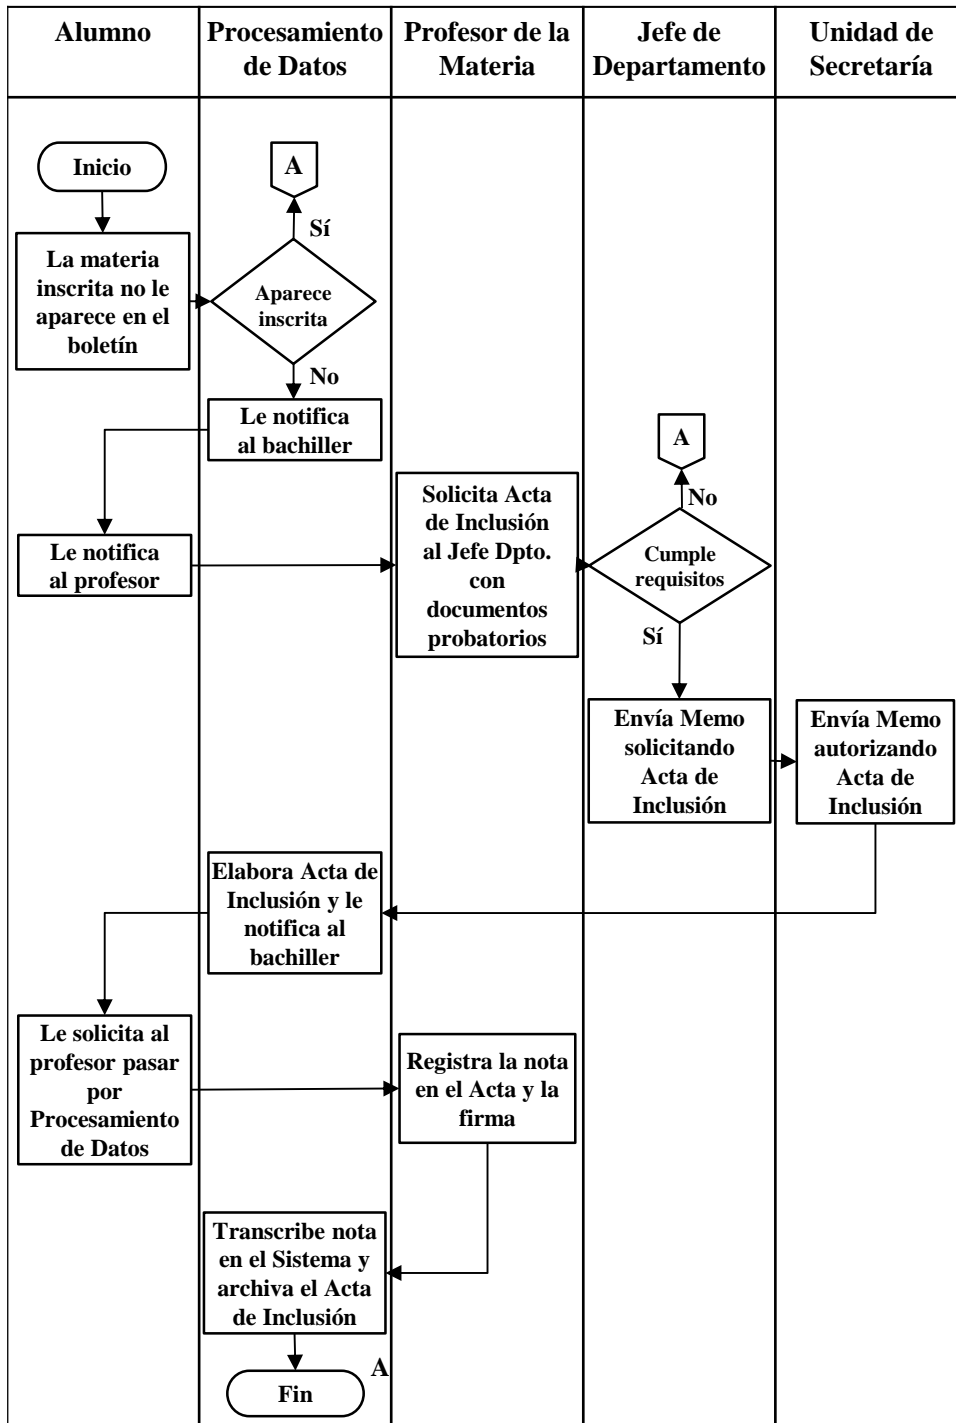 Alumno
Procesamiento
de Datos
Profesor de la
Materia
Jefe de
Departamento
Unidad de
Secretaría
Inicio
A
Sí
La materia
inscrita no le
aparece en el
boletín
Aparece
inscrita
No
Le notifica
al bachiller
A
No
Le notifica
al profesor
Solicita Acta
de Inclusión
al Jefe Dpto.
con
documentos
probatorios
Cumple
requisitos
Sí
Envía Memo
solicitando
Acta de
Inclusión
Envía Memo
autorizando
Acta de
Inclusión
Elabora Acta de
Inclusión y le
notifica al
bachiller
Le solicita al
profesor pasar
por
Procesamiento
de Datos
Registra la nota
en el Acta y la
firma
Transcribe nota
en el Sistema y
archiva el Acta
de Inclusión
A
Fin